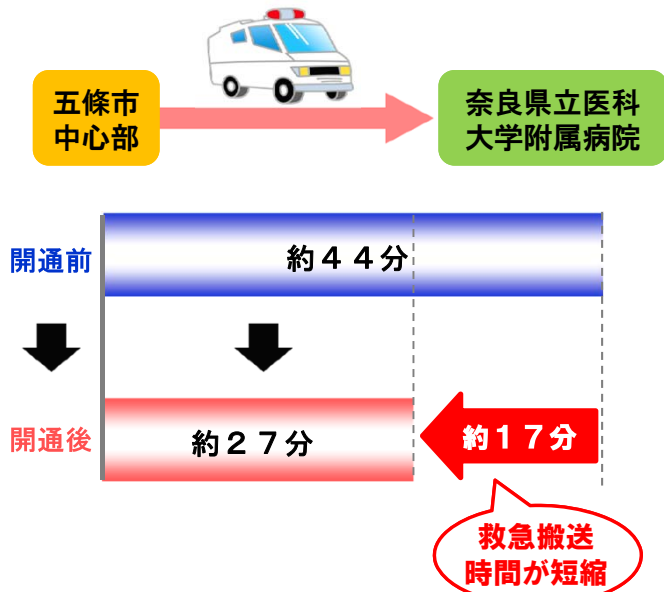 五條市
中心部
奈良県立医科
大学附属病院
開通前
約４４分
開通後
約２７分
約１７分
救急搬送
時間が短縮